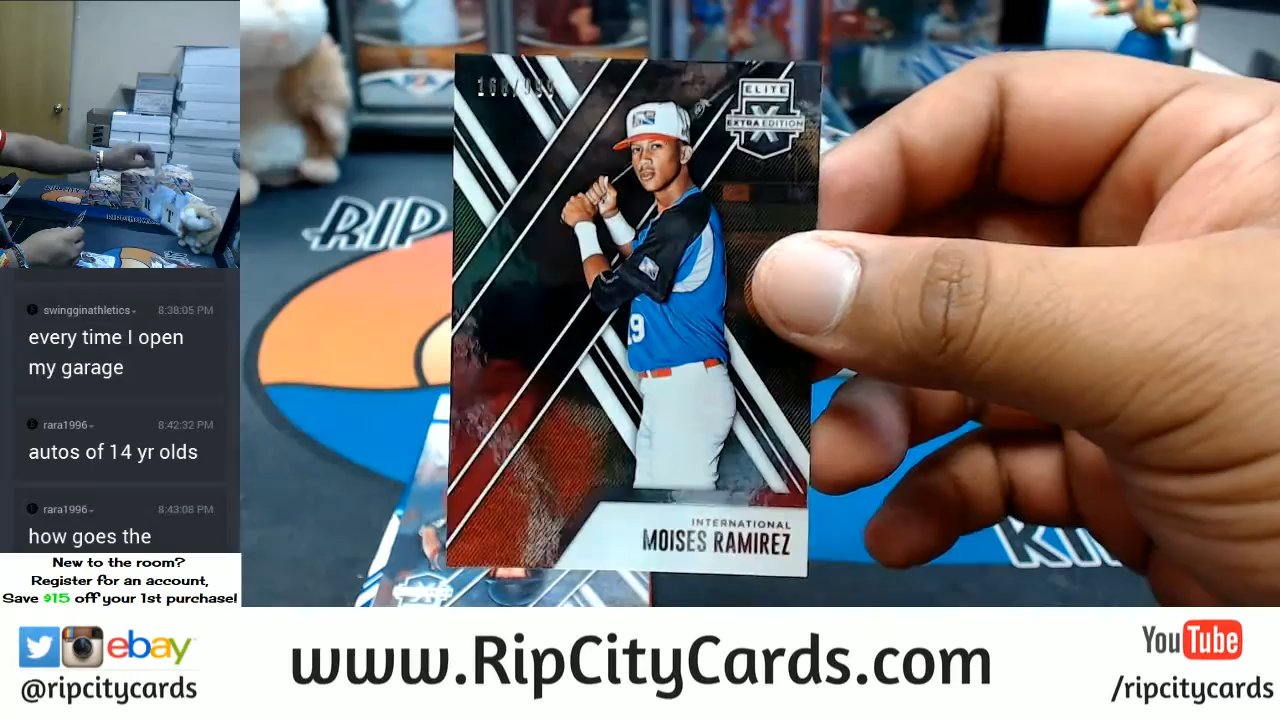 swingginathletics
8:38:05 PM
every time I open
my garage
rara1996
8:42:32 PM
autos of 14 yr olds
rara1996
8:43:08 PM
how goes the
New to the room?
Register for an account,
Save $15 off your 1st purchase!
RIP
ELITE
X
EXTRA EDITION
19
INTERNATIONAL
MOISES RAMIREZ
ebay
@ripcitycards
www.RipCityCards.com
YouTube
/ripcitycards